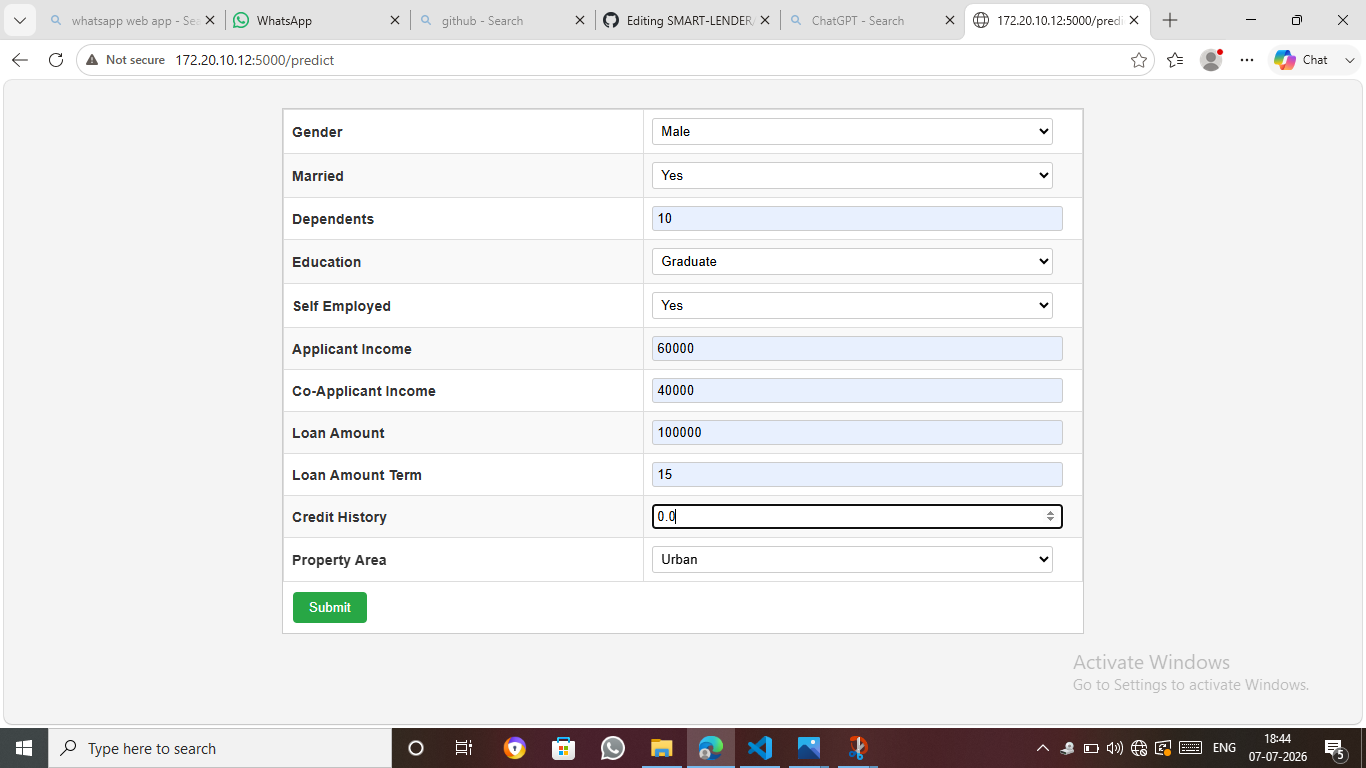 whatsapp web app - Sea
WhatsApp
github - Search
Editing SMART-LENDER
ChatGPT - Search
172.20.10.12:5000/predi
Not secure 172.20.10.12:5000/predict
Chat
Gender Male
Married Yes
Dependents 10
Education Graduate
Self Employed Yes
Applicant Income 60000
Co-Applicant Income 40000
Loan Amount 100000
Loan Amount Term 15
Credit History 0.0
Property Area Urban
Submit
Activate Windows
Go to Settings to activate Windows.
Type here to search
ENG
18:44
07-07-2026
5